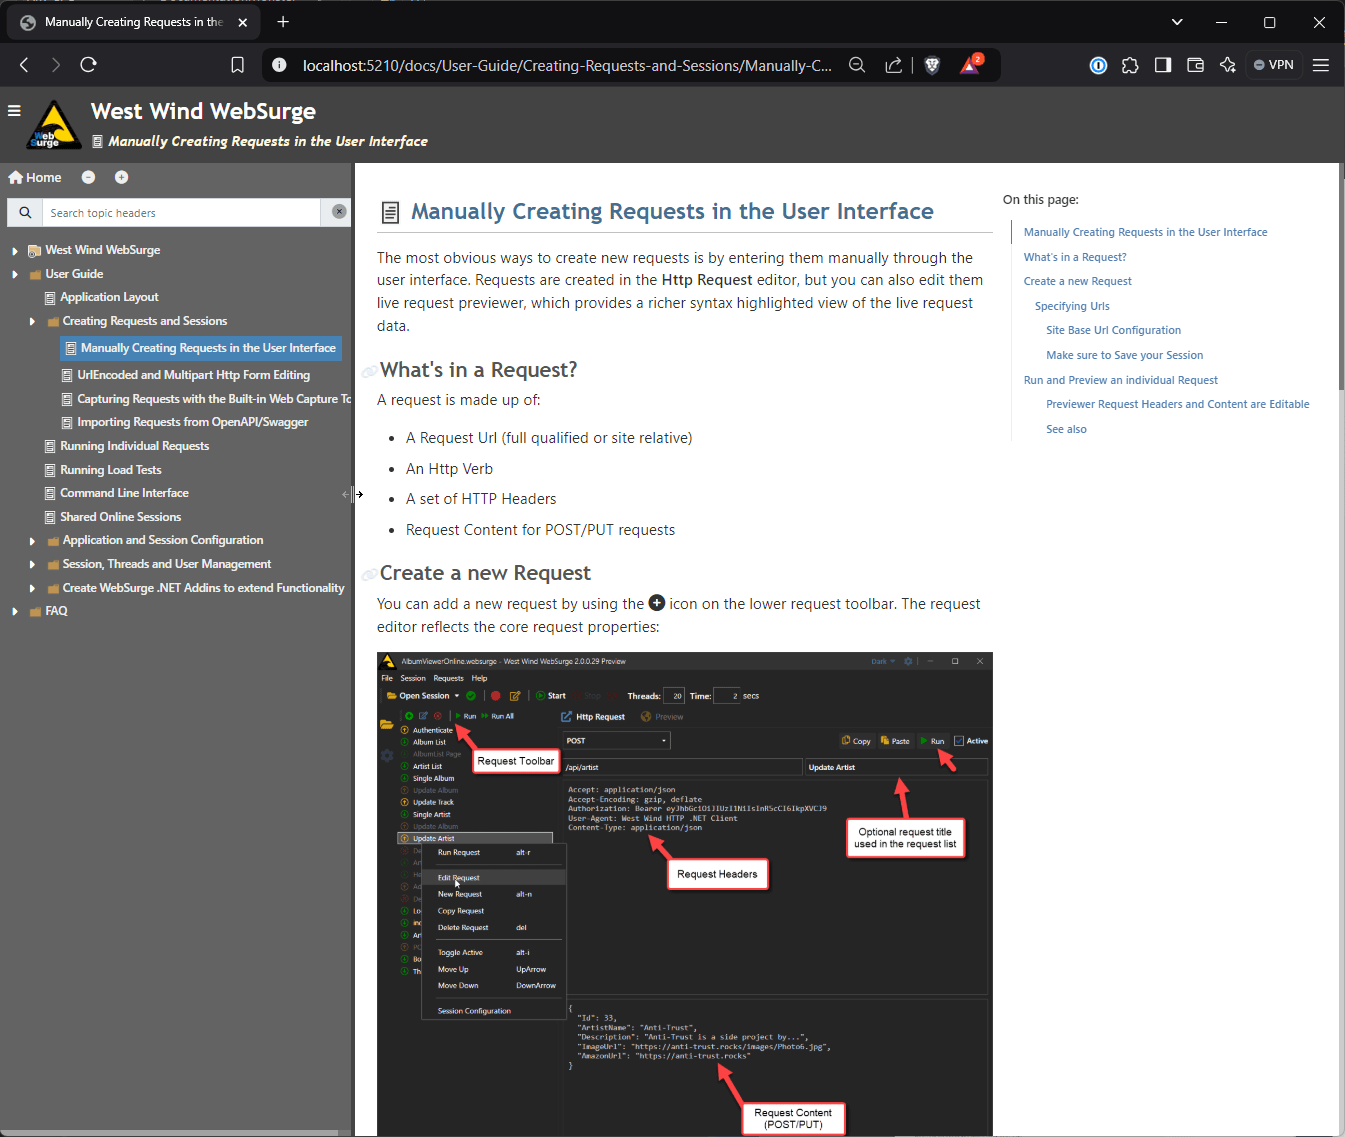 Manually Creating Requests in the
localhost:5210/docs/User-Guide/Creating-Requests-and-Sessions/Manually-C...
2
VPN
West Wind WebSurge
Web
Surge
Manually Creating Requests in the User Interface
Home
Search topic headers
West Wind WebSurge
User Guide
Application Layout
Creating Requests and Sessions
Manually Creating Requests in the User Interface
UrlEncoded and Multipart Http Form Editing
Capturing Requests with the Built-in Web Capture To
Importing Requests from OpenAPI/Swagger
Running Individual Requests
Running Load Tests
Command Line Interface
Shared Online Sessions
Application and Session Configuration
Session, Threads and User Management
Create WebSurge .NET Addins to extend Functionality
FAQ
Manually Creating Requests in the User Interface
The most obvious ways to create new requests is by entering them manually through the
user interface. Requests are created in the Http Request editor, but you can also edit them
live request previewer, which provides a richer syntax highlighted view of the live request
data.
What's in a Request?
A request is made up of:
• A Request Url (full qualified or site relative)
• An Http Verb
• A set of HTTP Headers
• Request Content for POST/PUT requests
Create a new Request
You can add a new request by using the icon on the lower request toolbar. The request
editor reflects the core request properties:
AlbumViewerOnline.websurge - West Wind WebSurge 2.0.0.29 Preview
Dark
File Session Requests Help
Open Session Start Stop Threads: 20 Time: 2 secs
Run Run All
Http Request Preview
Authenticate
Album List
AlbumList Page
Artist List
Single Album
Update Album
Update Track
Single Artist
Update Album
Update Artist
Run Request alt-r
Edit Request
New Request alt-n
Copy Request
Delete Request del
Toggle Active alt-i
Move Up UpArrow
Move Down DownArrow
Session Configuration
POST
Copy Paste Run Active
/api/artist
Update Artist
Accept: application/json
Accept-Encoding: gzip, deflate
User-Agent: West Wind HTTP .NET Client
Content-Type: application/json
Request Toolbar
Optional request title
used in the request list
Request Headers
{
"Id": 33,
"ArtistName": "Anti-Trust",
"Description": "Anti-Trust is a side project by...",
"ImageUrl": "https://anti-trust.rocks/images/Photo6.jpg",
"AmazonUrl": "https://anti-trust.rocks"
}
Request Content
(POST/PUT)
On this page:
Manually Creating Requests in the User Interface
What's in a Request?
Create a new Request
Specifying Urls
Site Base Url Configuration
Make sure to Save your Session
Run and Preview an individual Request
Previewer Request Headers and Content are Editable
See also